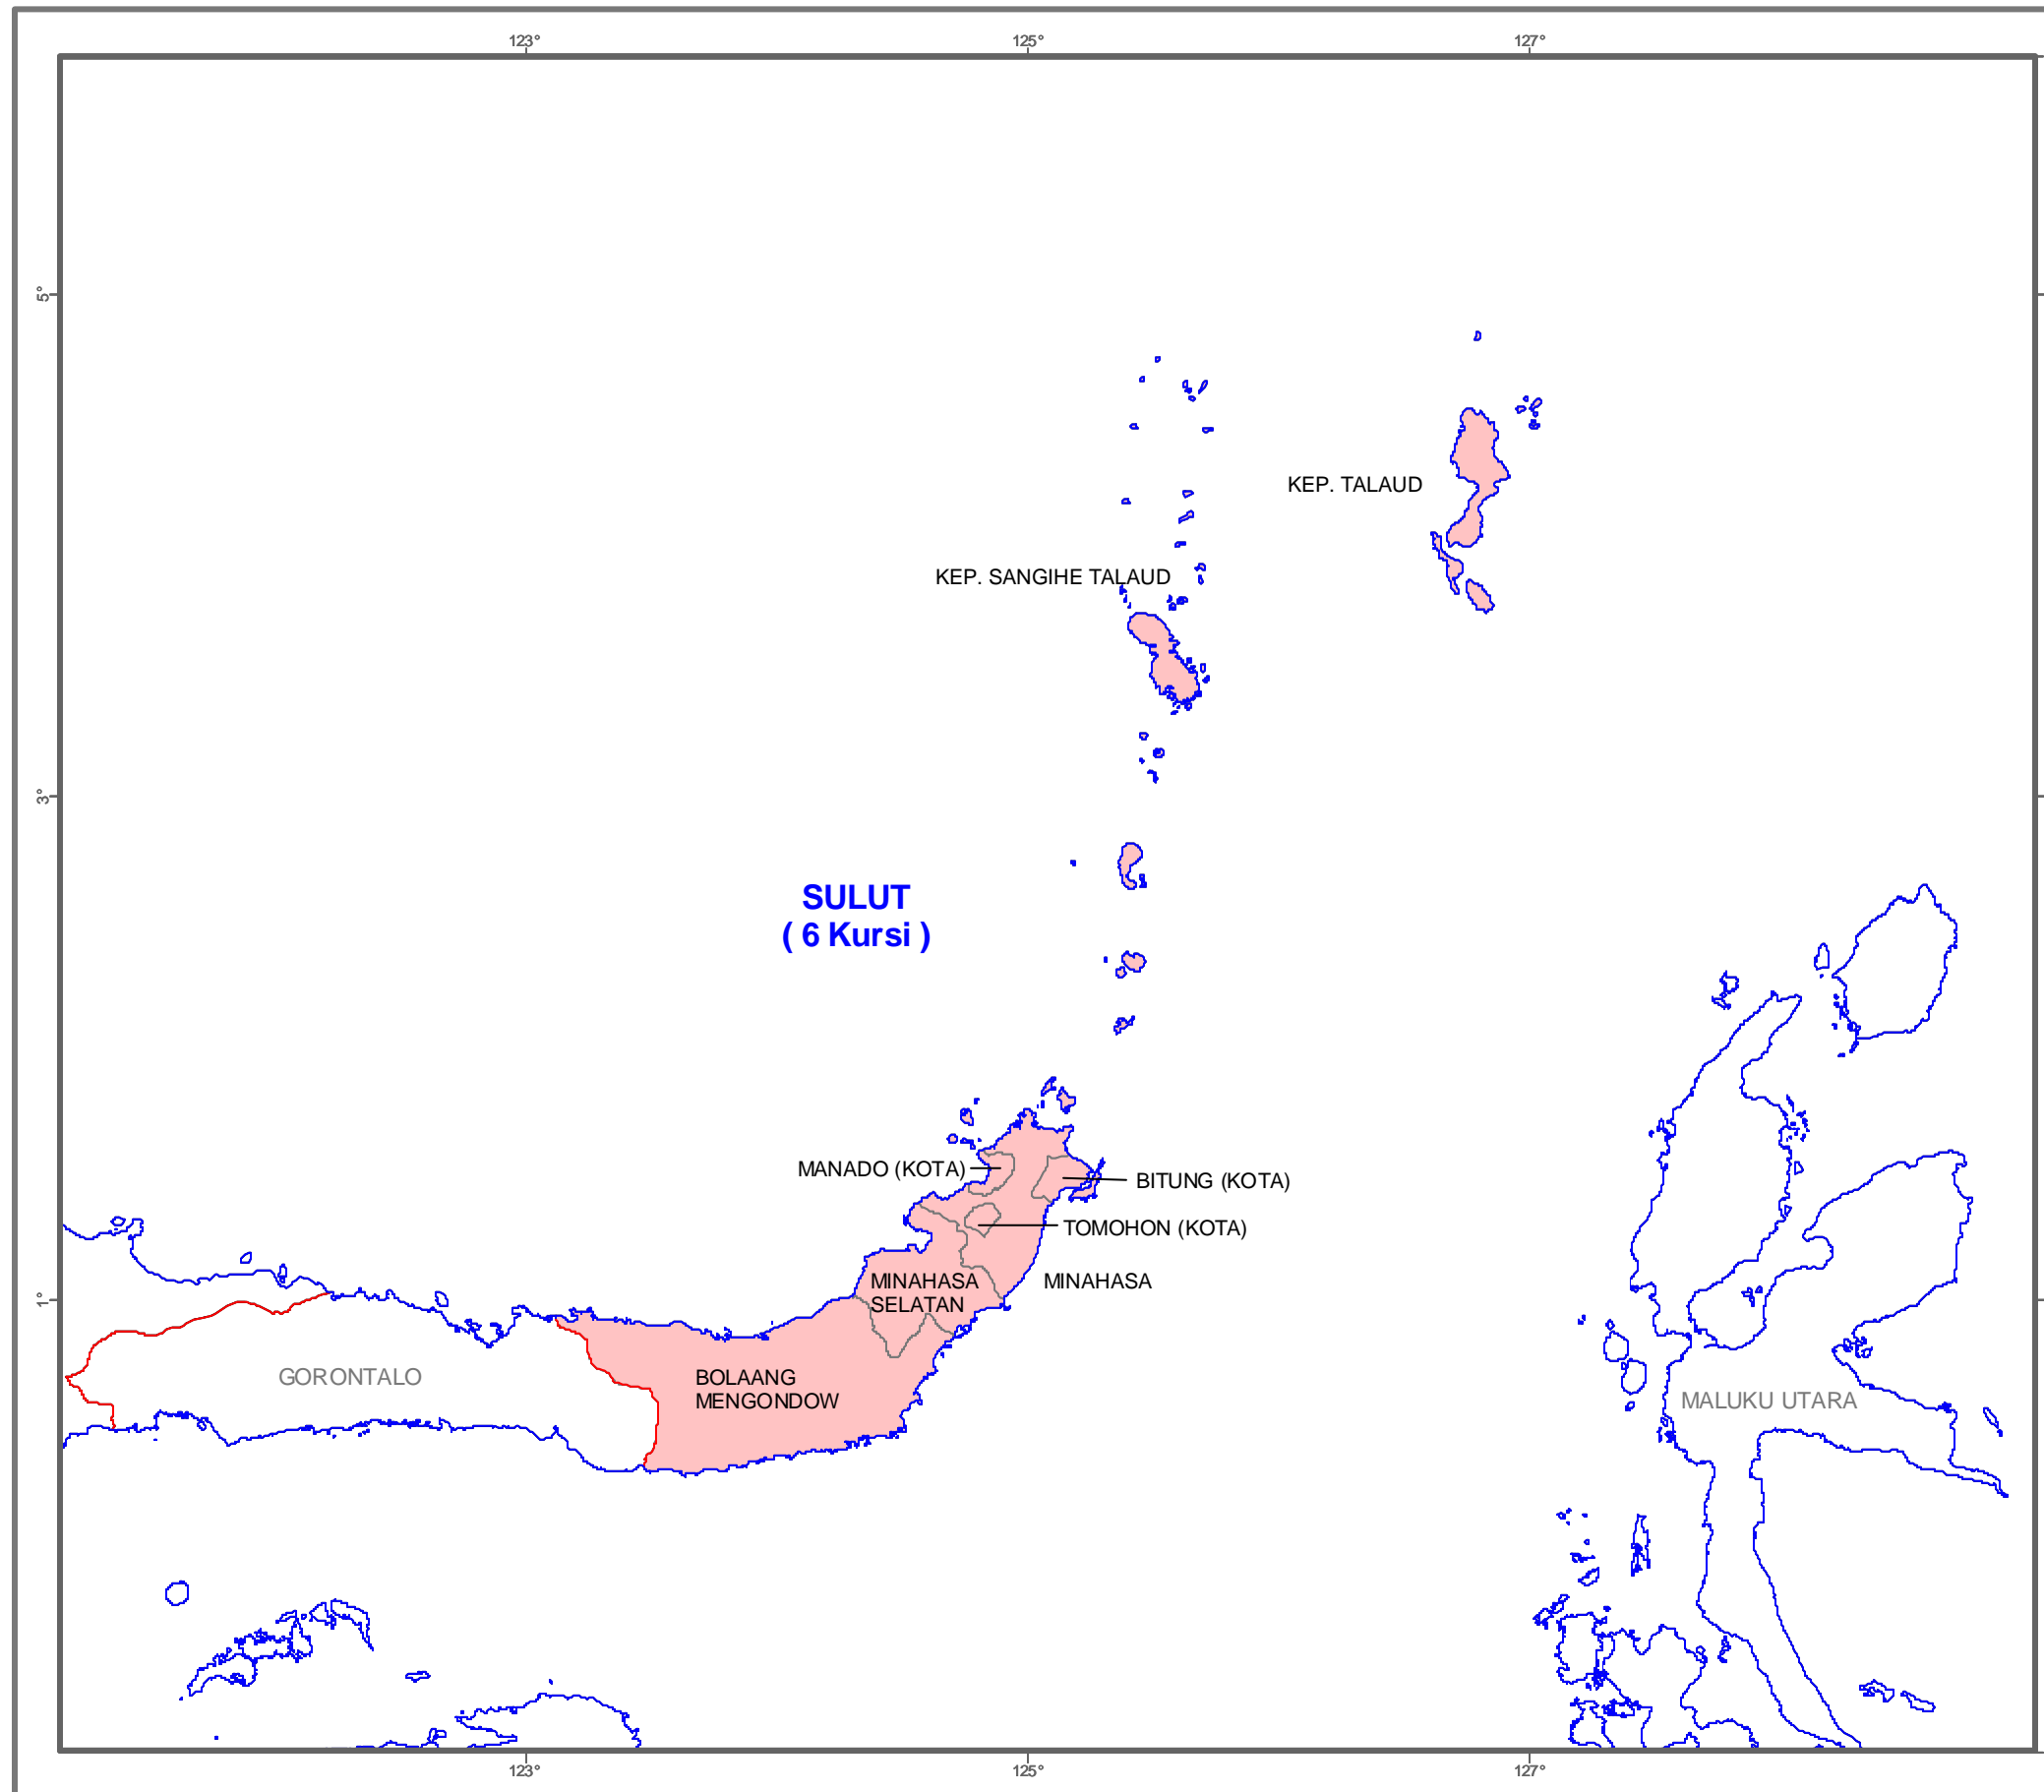 123°
125°
127°
5°
KEP. TALAUD
KEP. SANGIHE TALAUD
3°
SULUT
( 6 Kursi )
MANADO (KOTA)
BITUNG (KOTA)
TOMOHON (KOTA)
MINAHASA
SELATAN
MINAHASA
1°
GORONTALO
BOLAANG
MENGONDOW
MALUKU UTARA
123°
125°
127°